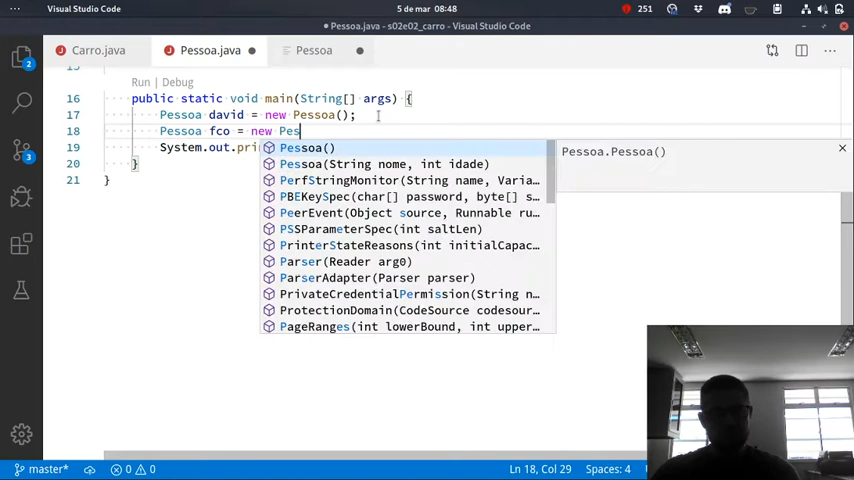 Visual Studio Code
5 de mar 08:48
251
Pessoa.java - s02e02_carro - Visual Studio Code
Carro.java
Pessoa.java
Pessoa
15
Run | Debug
16 public static void main(String[] args) {
17 Pessoa david = new Pessoa();
18 Pessoa fco = new Pes
19 System.out.pri
20 }
21 }
Pessoa()
Pessoa(String nome, int idade)
PerfStringMonitor(String name, Varia…
PBEKeySpec(char[] password, byte[] s…
PeerEvent(Object source, Runnable ru…
PSSParameterSpec(int saltLen)
PrinterStateReasons(int initialCapac…
Parser(Reader arg0)
ParserAdapter(Parser parser)
PrivateCredentialPermission(String n…
ProtectionDomain(CodeSource codesour…
PageRanges(int lowerBound, int upper…
Pessoa.Pessoa()
2
2
master*
0
0
Ln 18, Col 29
Spaces: 4